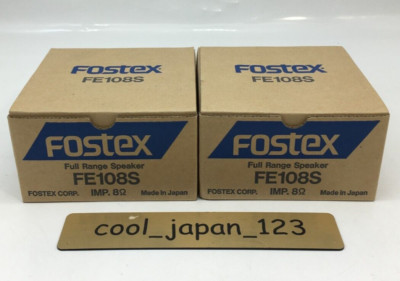 FOSTEX
FE108S
FOSTEX
FE108S
FOSTEX
Full Range Speaker
FE108S
FOSTEX CORP. IMP. 8Ω Made in Japan
FOSTEX
Full Range Speaker
FE108S
FOSTEX CORP. IMP. 8Ω Made in Japan
cool_japan_123